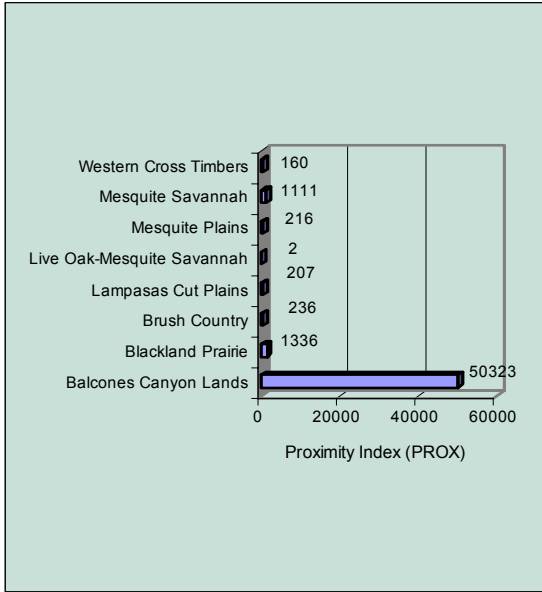 Western Cross Timbers 160
Mesquite Savannah 1111
Mesquite Plains 216
Live Oak-Mesquite Savannah 2
Lampasas Cut Plains 207
Brush Country 236
Blackland Prairie 1336
Balcones Canyon Lands 50323
0 20000 40000 60000
Proximity Index (PROX)